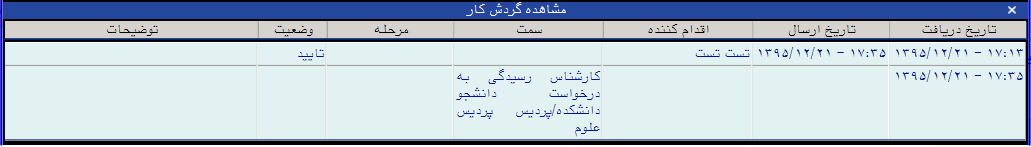 مشاهده گردش کار
تاریخ دریافت تاریخ ارسال اقدام کننده سمت مرحله وضعیت توضیحات
۱۳۹۵/۱۲/۲۱ - ۱۷:۱۳ ۱۳۹۵/۱۲/۲۱ - ۱۷:۳۵ تست تست تایید
۱۳۹۵/۱۲/۲۱ - ۱۷:۳۵ کارشناس رسیدگی به
درخواست دانشجو
دانشکده/پردیس پردیس
علوم